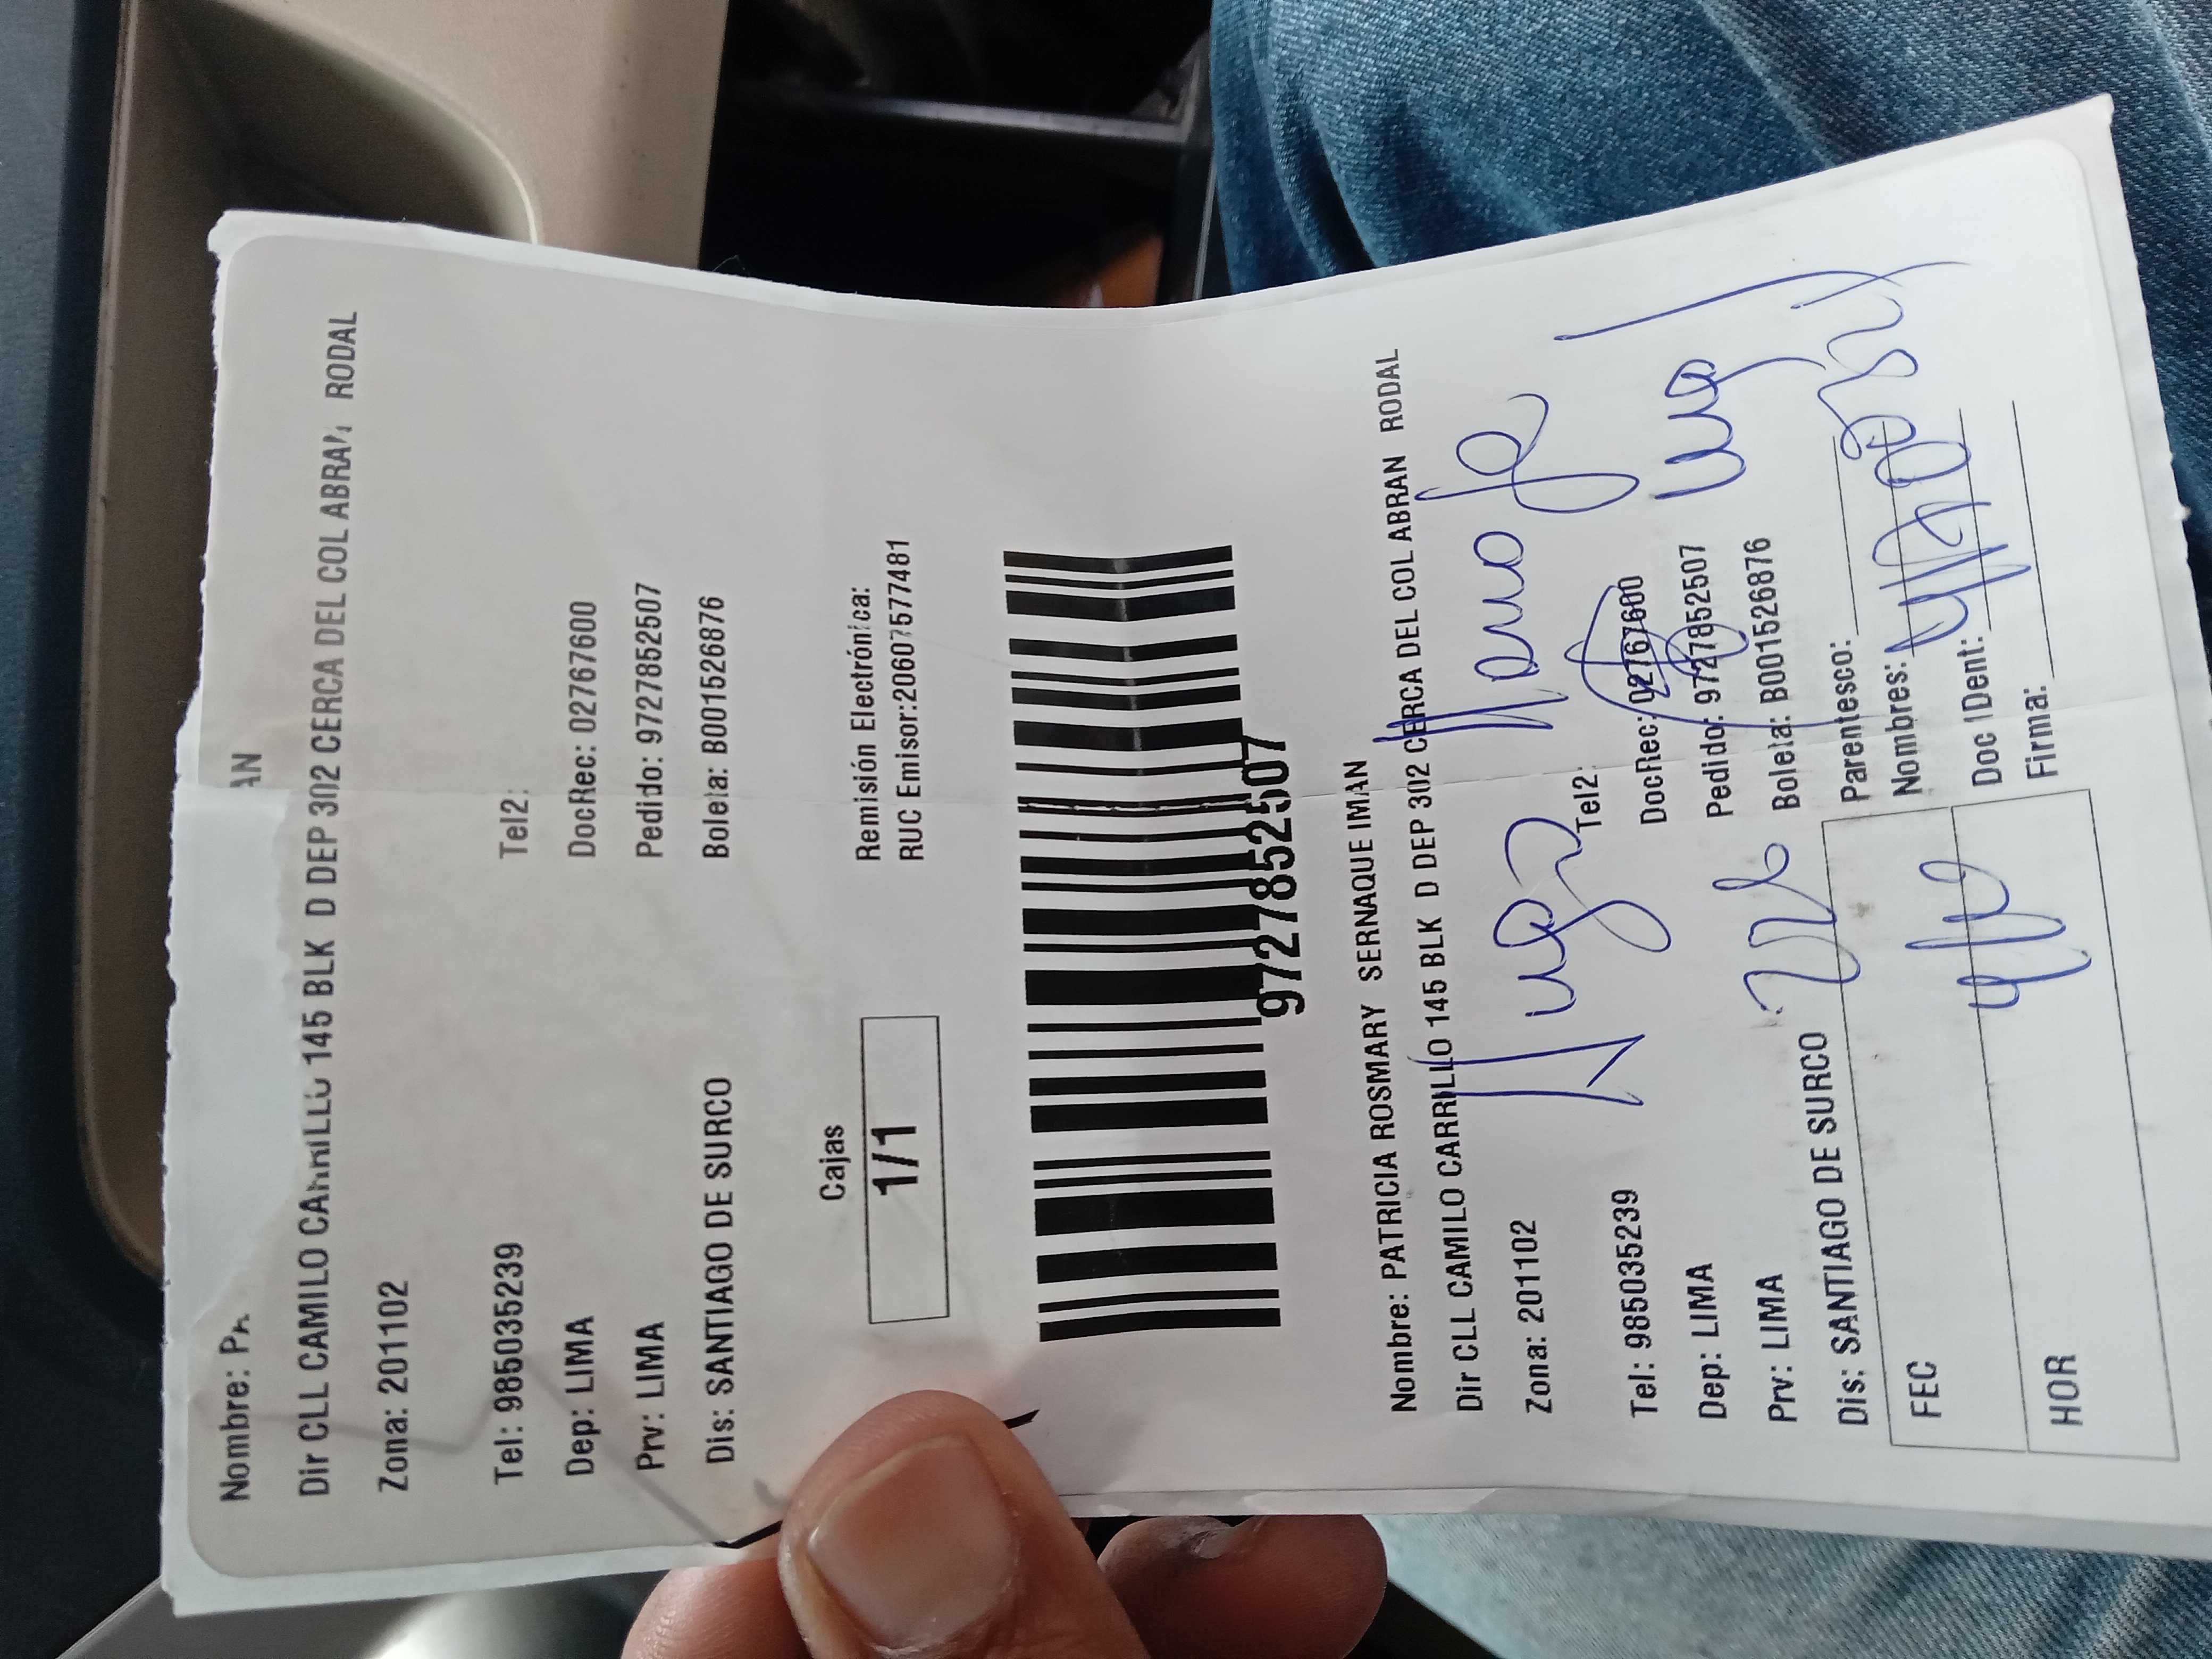 Nombre: PA AN
Dir CLL CAMILO CARRILLO 145 BLK D DEP 302 CERCA DEL COL ABRAN RODAL
Zona: 201102
Tel: 985035239 Tel2:
Dep: LIMA DocRec: 02767600
Prv: LIMA Pedido: 9727852507
Dis: SANTIAGO DE SURCO Boleta: B001526876
Cajas
1/1
Remisión Electrónica:
RUC Emisor:20607577481
9727852507
Nombre: PATRICIA ROSMARY SERNAQUE IMAN
Dir CLL CAMILO CARRILLO 145 BLK D DEP 302 CERCA DEL COL ABRAN RODAL
Zona: 201102
Tel: 985035239 Tel2:
Dep: LIMA DocRec: 02767600
Prv: LIMA Pedido: 9727852507
Dis: SANTIAGO DE SURCO Boleta: B001526876
FEC
HOR
Parentesco:
Nombres:
Doc IDent:
Firma: